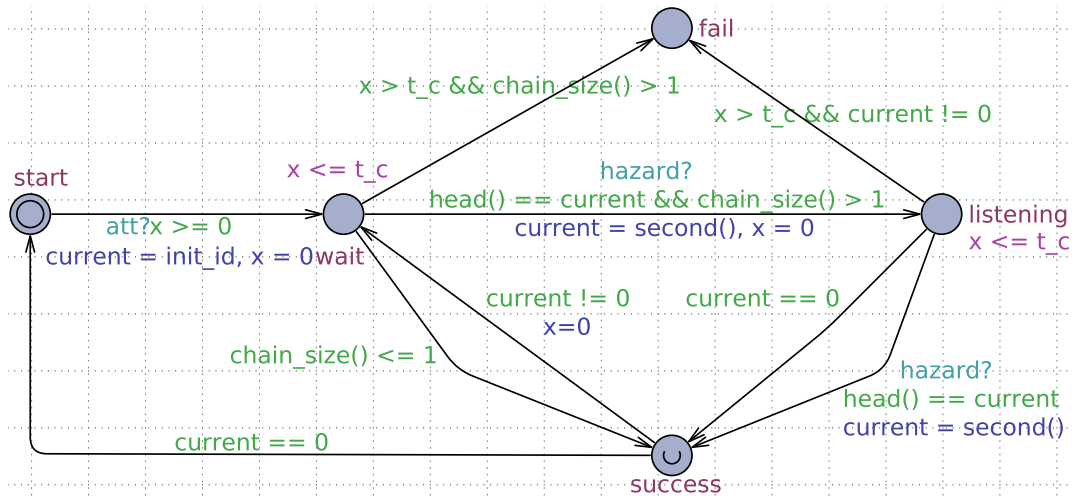 fail
x > t_c && chain_size() > 1
x > t_c && current != 0
start
x <= t_c
hazard?
head() == current && chain_size() > 1
current = second(), x = 0
att?x >= 0
current = init_id, x = 0wait
listening
x <= t_c
current != 0
x=0
current == 0
chain_size() <= 1
hazard?
head() == current
current = second()
current == 0
success